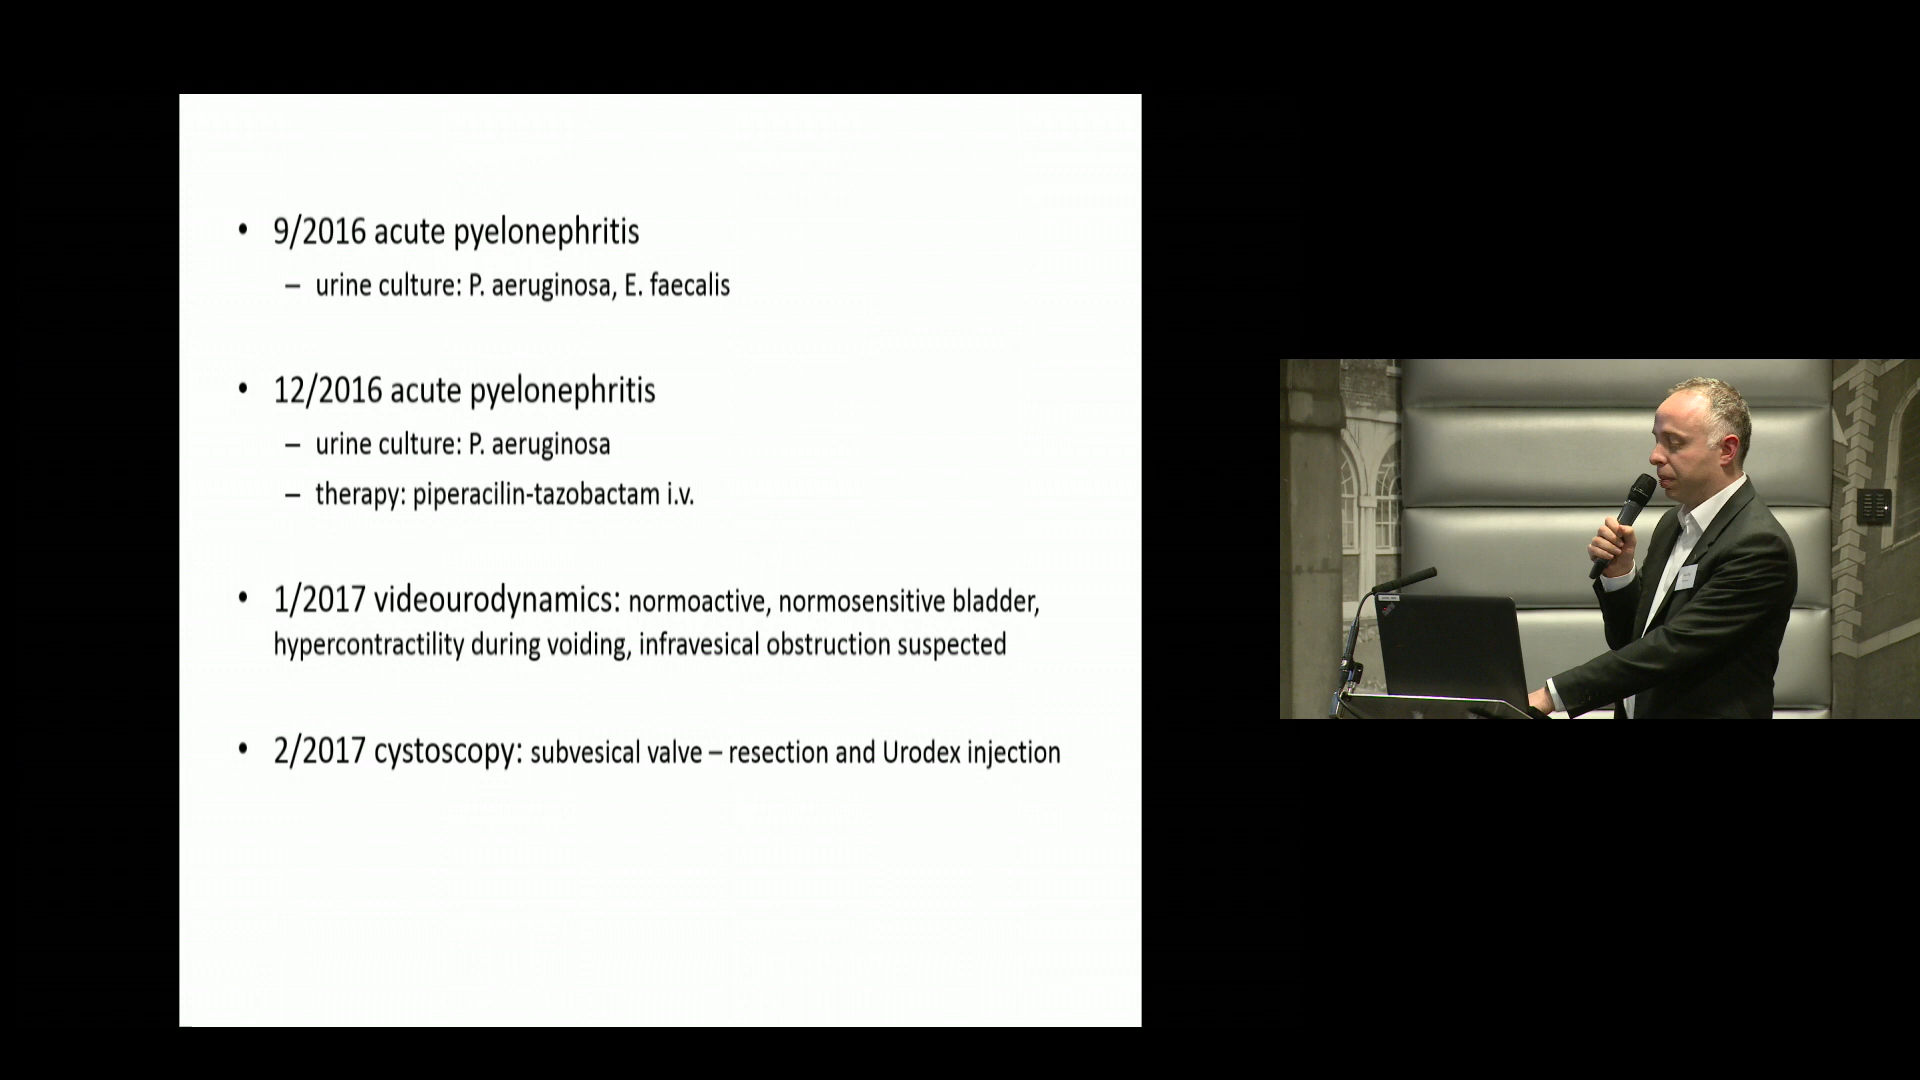 • 9/2016 acute pyelonephritis
– urine culture: P. aeruginosa, E. faecalis
• 12/2016 acute pyelonephritis
– urine culture: P. aeruginosa
– therapy: piperacilin-tazobactam i.v.
• 1/2017 videourodynamics: normoactive, normosensitive bladder,
hypercontractility during voiding, infravesical obstruction suspected
• 2/2017 cystoscopy: subvesical valve – resection and Urodex injection